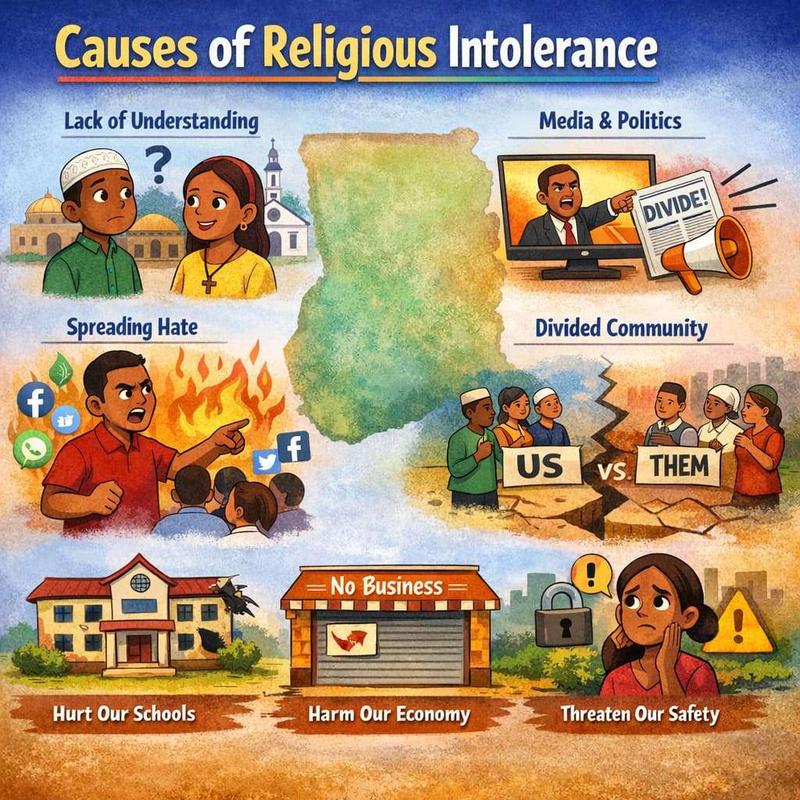 Causes of Religious Intolerance
Lack of Understanding
?
Media & Politics
DIVIDE!
Spreading Hate
Divided Community
US
VS.
THEM
No Business
!
!
Hurt Our Schools
Harm Our Economy
Threaten Our Safety